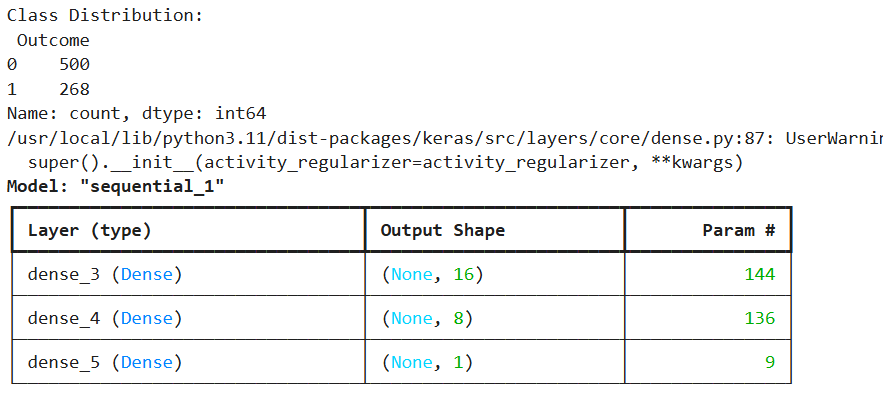 Class Distribution:
Outcome
0    500
1    268
Name: count, dtype: int64
/usr/local/lib/python3.11/dist-packages/keras/src/layers/core/dense.py:87:
super().__init__(activity_regularizer=activity_regularizer, **kwargs)
Model: "sequential_1"
Layer (type) Output Shape Param #
dense_3 (Dense) (None, 16) 144
dense_4 (Dense) (None, 8) 136
dense_5 (Dense) (None, 1) 9